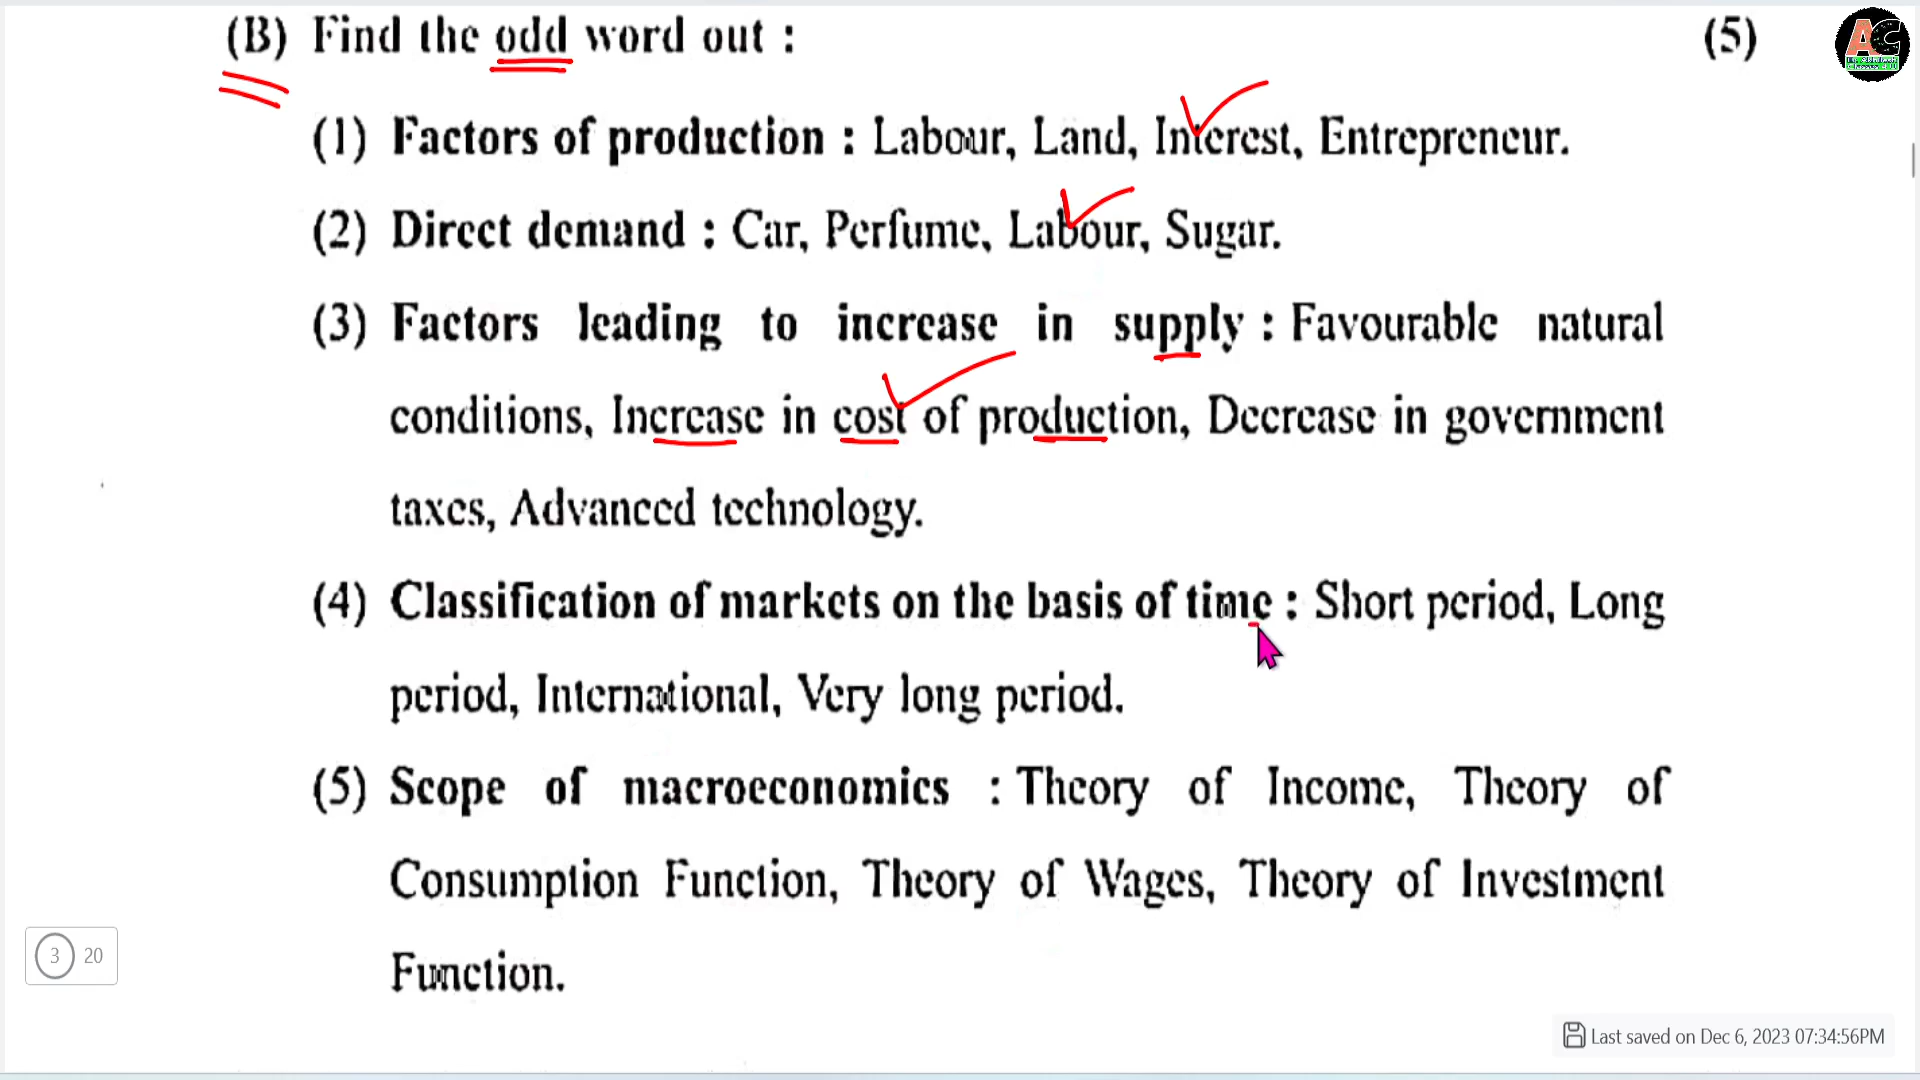 (B) Find the odd word out : (5)
AC
(1) Factors of production : Labour, Land, Interest, Entrepreneur.
(2) Direct demand : Car, Perfume, Labour, Sugar.
(3) Factors leading to increase in supply : Favourable natural
conditions, Increase in cost of production, Decrease in government
taxes, Advanced technology.
(4) Classification of markets on the basis of time : Short period, Long
period, International, Very long period.
(5) Scope of macroeconomics : Theory of Income, Theory of
Consumption Function, Theory of Wages, Theory of Investment
Function.
3 20
Last saved on Dec 6, 2023 07:34:56PM